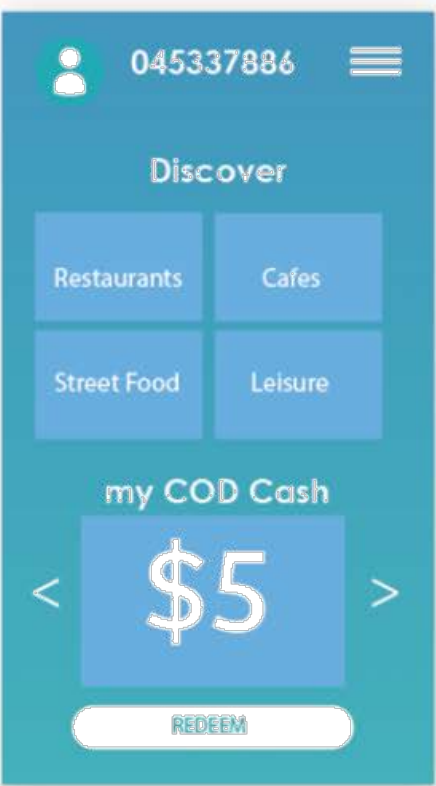 045337886
Discover
Restaurants
Cafes
Street Food
Leisure
my COD Cash
< $5 >
REDEEM